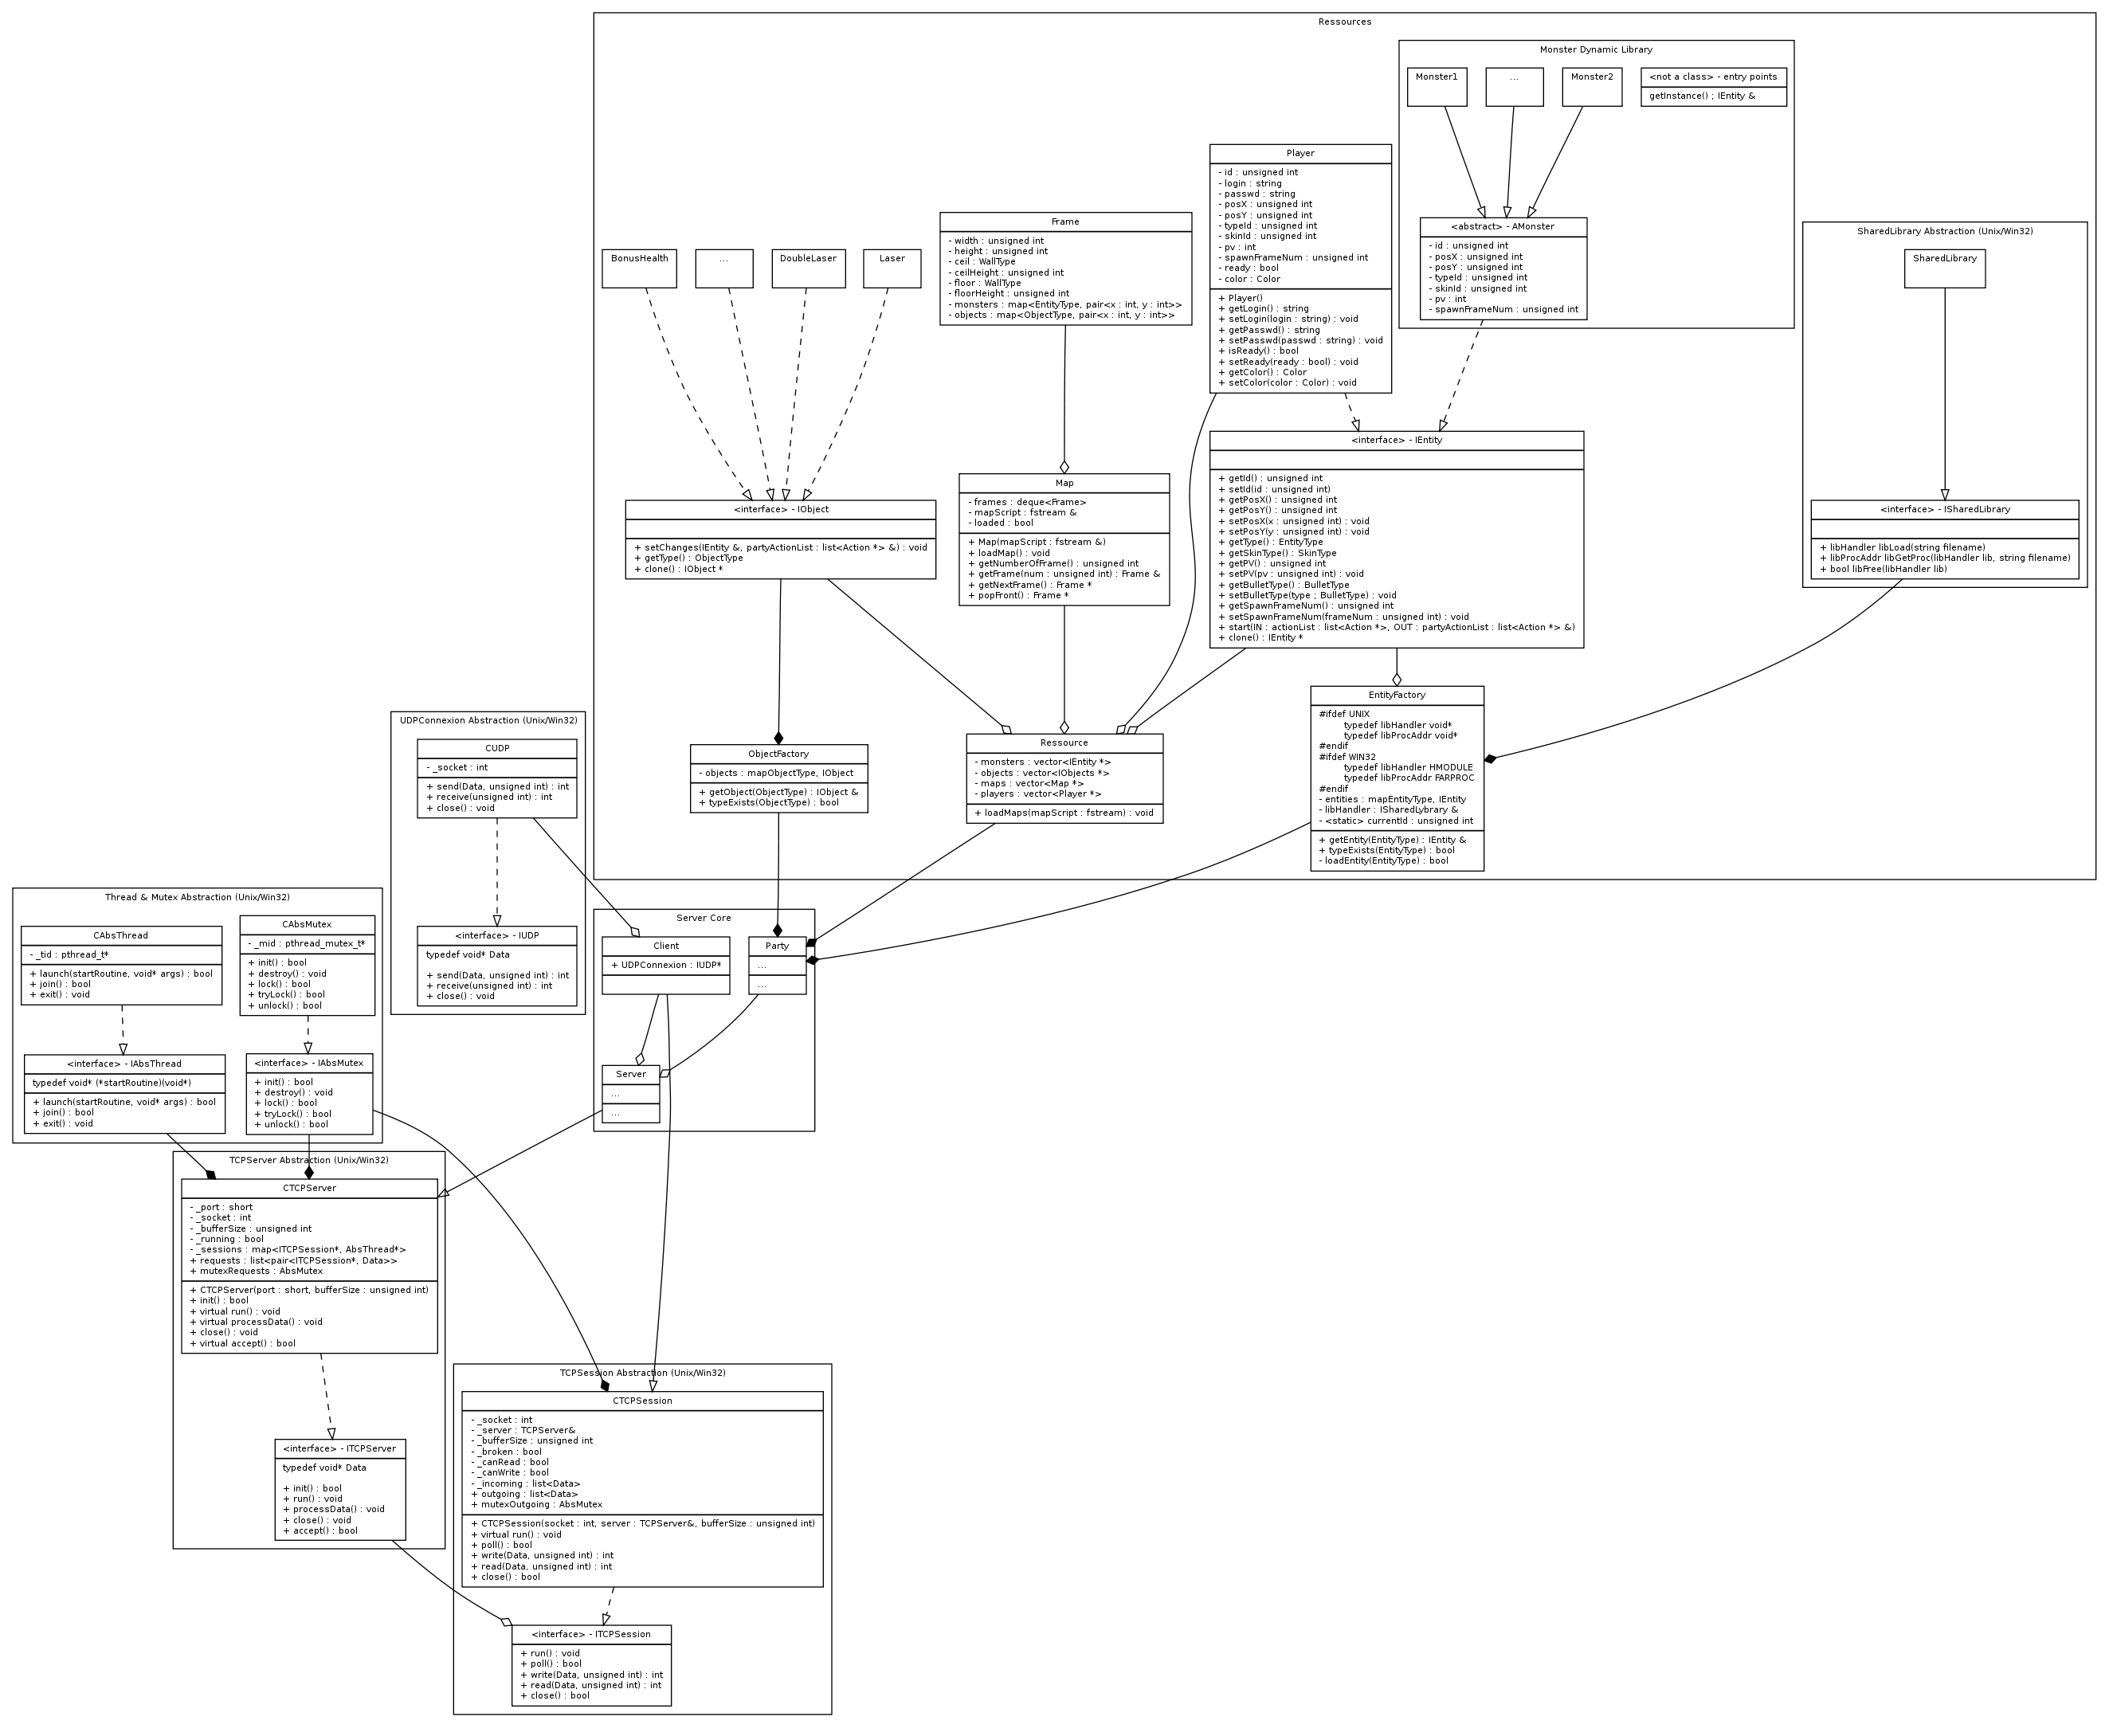 Ressources
Monster Dynamic Library
Monster1
...
Monster2
<not a class> - entry points
getInstance() ; IEntity &
Player
- id : unsigned int
- login : string
- passwd : string
- posX : unsigned int
- posY : unsigned int
- typeId : unsigned int
- skinId : unsigned int
- pv : int
- spawnFrameNum : unsigned int
- ready : bool
- color : Color
+ Player()
+ getLogin() : string
+ setLogin(login : string) : void
+ getPasswd() : string
+ setPasswd(passwd : string) : void
+ isReady() : bool
+ setReady(ready : bool) : void
+ getColor() : Color
+ setColor(color : Color) : void
<abstract> - AMonster
- id : unsigned int
- posX : unsigned int
- posY : unsigned int
- typeId : unsigned int
- skinId : unsigned int
- pv : int
- spawnFrameNum : unsigned int
SharedLibrary Abstraction (Unix/Win32)
SharedLibrary
Frame
- width : unsigned int
- height : unsigned int
- ceil : WallType
- ceilHeight : unsigned int
- floor : WallType
- floorHeight : unsigned int
- monsters : map<EntityType, pair<x : int, y : int>>
- objects : map<ObjectType, pair<x : int, y : int>>
BonusHealth
...
DoubleLaser
Laser
<interface> - IObject
+ setChanges(IEntity &, partyActionList : list<Action *> &) : void
+ getType() : ObjectType
+ clone() : IObject *
Map
- frames : deque<Frame>
- mapScript : fstream &
- loaded : bool
+ Map(mapScript : fstream &)
+ loadMap() : void
+ getNumberOfFrame() : unsigned int
+ getFrame(num : unsigned int) : Frame &
+ getNextFrame() : Frame *
+ popFront() : Frame *
<interface> - IEntity
+ getId() : unsigned int
+ setId(id : unsigned int)
+ getPosX() : unsigned int
+ getPosY() : unsigned int
+ setPosX(x : unsigned int) : void
+ setPosY(y : unsigned int) : void
+ getType() : EntityType
+ getSkinType() : SkinType
+ getPV() : unsigned int
+ setPV(pv : unsigned int) : void
+ getBulletType() : BulletType
+ setBulletType(type ; BulletType) : void
+ getSpawnFrameNum() : unsigned int
+ setSpawnFrameNum(frameNum : unsigned int) : void
+ start(IN : actionList : list<Action *>, OUT : partyActionList : list<Action *> &)
+ clone() : IEntity *
<interface> - ISharedLibrary
+ libHandler libLoad(string filename)
+ libProcAddr libGetProc(libHandler lib, string filename)
+ bool libFree(libHandler lib)
ObjectFactory
- objects : mapObjectType, IObject
+ getObject(ObjectType) : IObject &
+ typeExists(ObjectType) : bool
Ressource
- monsters : vector<IEntity *>
- objects : vector<IObjects *>
- maps : vector<Map *>
- players : vector<Player *>
+ loadMaps(mapScript : fstream) : void
EntityFactory
#ifdef UNIX
typedef libHandler void*
typedef libProcAddr void*
#endif
#ifdef WIN32
typedef libHandler HMODULE
typedef libProcAddr FARPROC
#endif
- entities : mapEntityType, IEntity
- libHandler : ISharedLybrary &
- <static> currentId : unsigned int
+ getEntity(EntityType) : IEntity &
+ typeExists(EntityType) : bool
- loadEntity(EntityType) : bool
UDPConnexion Abstraction (Unix/Win32)
CUDP
- _socket : int
+ send(Data, unsigned int) : int
+ receive(unsigned int) : int
+ close() : void
<interface> - IUDP
typedef void* Data
+ send(Data, unsigned int) : int
+ receive(unsigned int) : int
+ close() : void
Thread & Mutex Abstraction (Unix/Win32)
CAbsThread
- _tid : pthread_t*
+ launch(startRoutine, void* args) : bool
+ join() : bool
+ exit() : void
CAbsMutex
- _mid : pthread_mutex_t*
+ init() : bool
+ destroy() : void
+ lock() : bool
+ tryLock() : bool
+ unlock() : bool
<interface> - IAbsThread
typedef void* (*startRoutine)(void*)
+ launch(startRoutine, void* args) : bool
+ join() : bool
+ exit() : void
<interface> - IAbsMutex
+ init() : bool
+ destroy() : void
+ lock() : bool
+ tryLock() : bool
+ unlock() : bool
Server Core
Client
+ UDPConnexion : IUDP*
Party
...
...
Server
...
...
TCPServer Abstraction (Unix/Win32)
CTCPServer
- _port : short
- _socket : int
- _bufferSize : unsigned int
- _running : bool
- _sessions : map<ITCPSession*, AbsThread*>
+ requests : list<pair<ITCPSession*, Data>>
+ mutexRequests : AbsMutex
+ CTCPServer(port : short, bufferSize : unsigned int)
+ init() : bool
+ virtual run() : void
+ virtual processData() : void
+ close() : void
+ virtual accept() : bool
<interface> - ITCPServer
typedef void* Data
+ init() : bool
+ run() : void
+ processData() : void
+ close() : void
+ accept() : bool
TCPSession Abstraction (Unix/Win32)
CTCPSession
- _socket : int
- _server : TCPServer&
- _bufferSize : unsigned int
- _broken : bool
- _canRead : bool
- _canWrite : bool
- _incoming : list<Data>
+ outgoing : list<Data>
+ mutexOutgoing : AbsMutex
+ CTCPSession(socket : int, server : TCPServer&, bufferSize : unsigned int)
+ virtual run() : void
+ poll() : bool
+ write(Data, unsigned int) : int
+ read(Data, unsigned int) : int
+ close() : bool
<interface> - ITCPSession
+ run() : void
+ poll() : bool
+ write(Data, unsigned int) : int
+ read(Data, unsigned int) : int
+ close() : bool